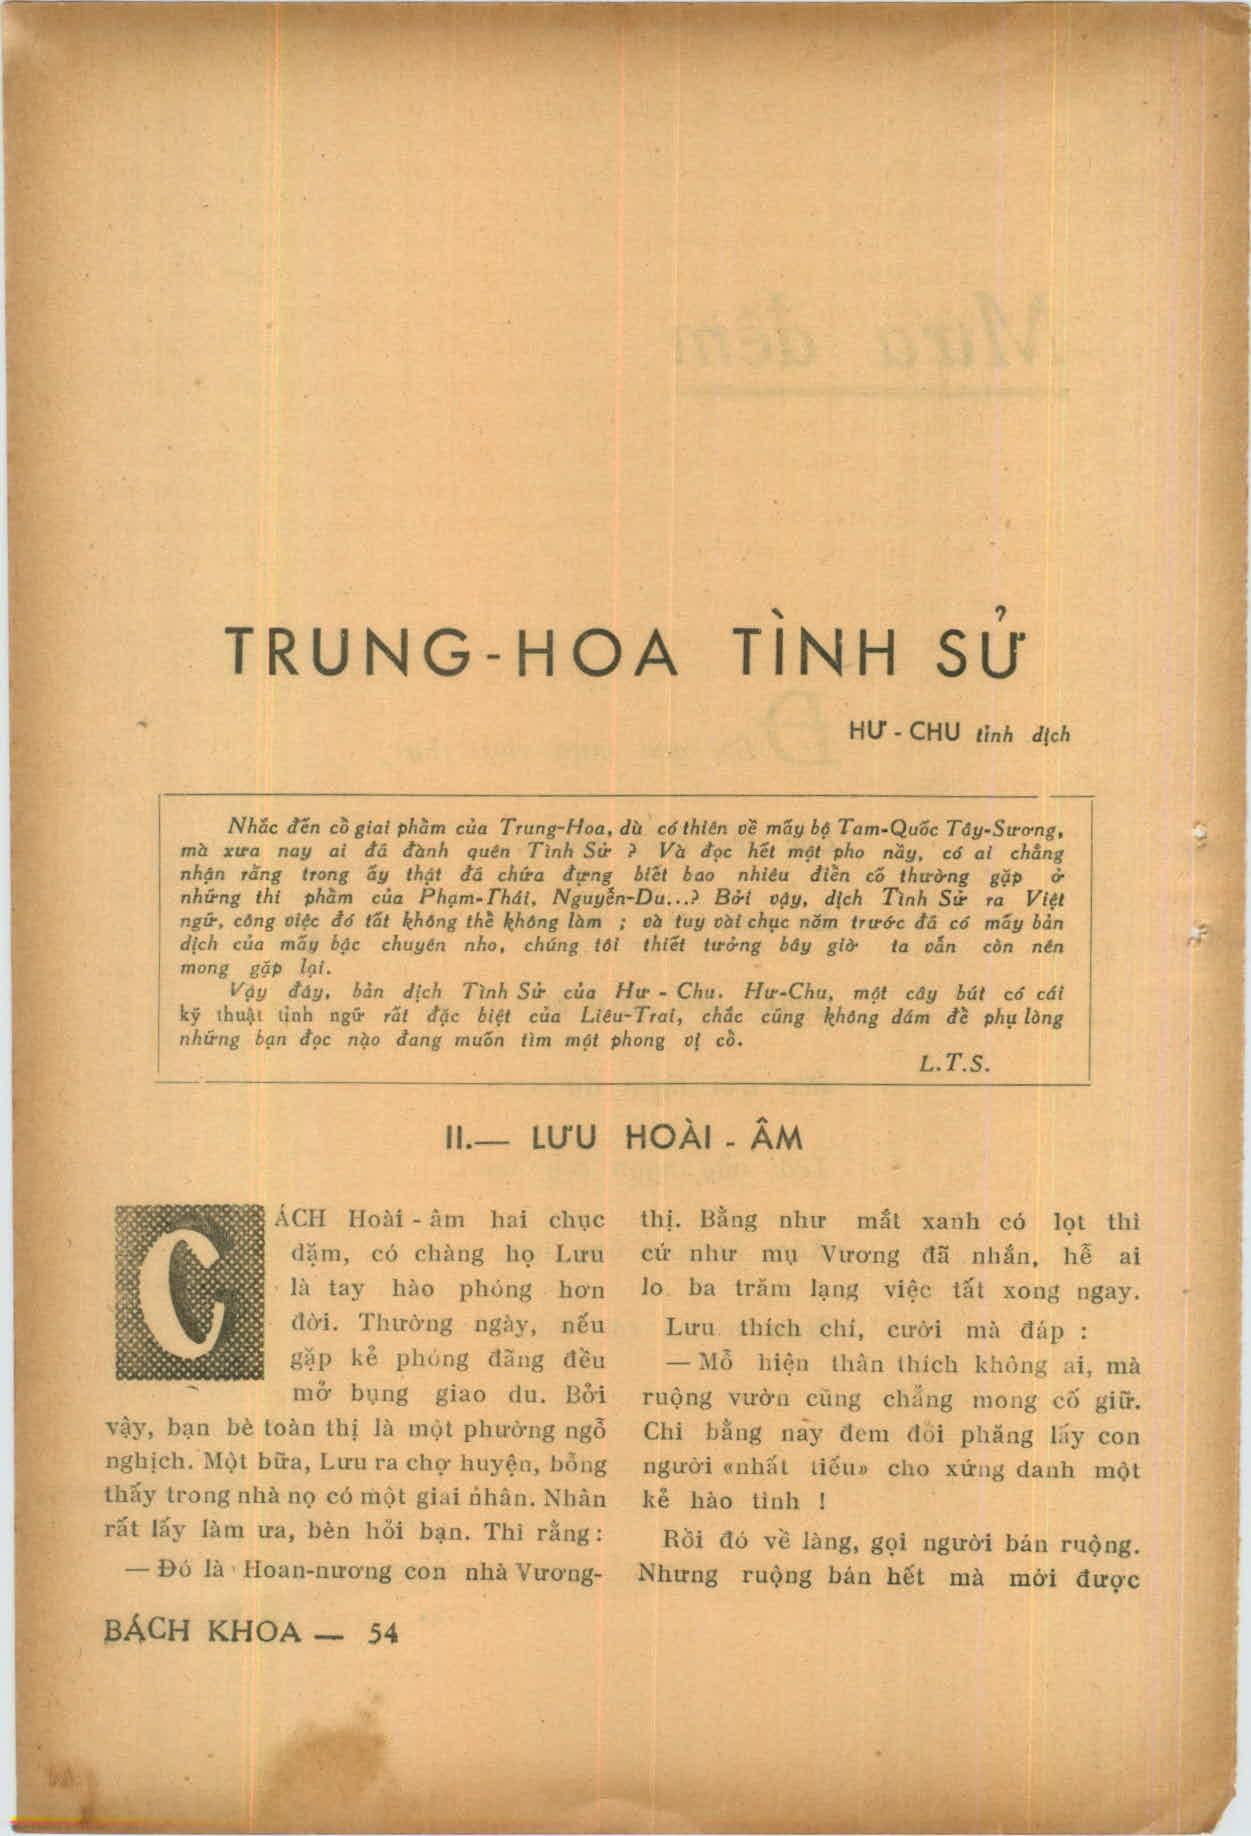 TRUNG-HOA TÌNH SỬ
HƯ - CHU tinh dịch
Nhắc đến cổ giai phẩm của Trung-Hoa, dù có thiên về mấy bộ Tam-Quốc Tây-Sương,
mà xưa nay ai đã đành quên Tình Sử ? Và đọc hết một pho nầy, có ai chẳng
nhận rằng trong ấy thật đã chứa đựng biết bao nhiêu điển cố thường gặp ở
những thi phẩm của Phạm-Thái, Nguyễn-Du...? Bởi vậy, dịch Tình Sử ra Việt
ngữ, công việc đó tất không thể không làm ; và tuy vài chục năm trước đã có mấy bản
dịch của mấy bậc chuyên nho, chúng tôi thiết tưởng bây giờ ta vẫn còn nên
mong gặp lại.
Vậy đây, bản dịch Tình Sử của Hư - Chu. Hư-Chu, một cây bút có cái
kỹ thuật tịnh ngữ rất đặc biệt của Liêu-Trai, chắc cũng không dám để phụ lòng
những bạn đọc nào đang muốn tìm một phong vị cổ.
L.T.S.
II.— LƯU HOÀI - ÂM
CÁCH Hoài - âm hai chục
dặm, có chàng họ Lưu
là tay hào phóng hơn
đời. Thường ngày, nếu
gặp kẻ phóng đãng đều
mở bụng giao du. Bởi
vậy, bạn bè toàn thị là một phường ngỗ
nghịch. Một bữa, Lưu ra chợ huyện, bỗng
thấy trong nhà nọ có một giai nhân. Nhân
rất lấy làm ưa, bèn hỏi bạn. Thì rằng :
— Đó là Hoan-nương con nhà Vương-
thị. Bằng như mắt xanh có lọt thì
cứ như mụ Vương đã nhắn, hễ ai
lo ba trăm lạng việc tất xong ngay.
Lưu thích chí, cười mà đáp :
— Mỗ hiện thân thích không ai, mà
ruộng vườn cũng chẳng mong cố giữ.
Chi bằng nay đem đổi phăng lấy con
người «nhất tiếu» cho xứng danh một
kẻ hào tình !
Rồi đó về làng, gọi người bán ruộng.
Nhưng ruộng bán hết mà mới được
BÁCH KHOA — 54